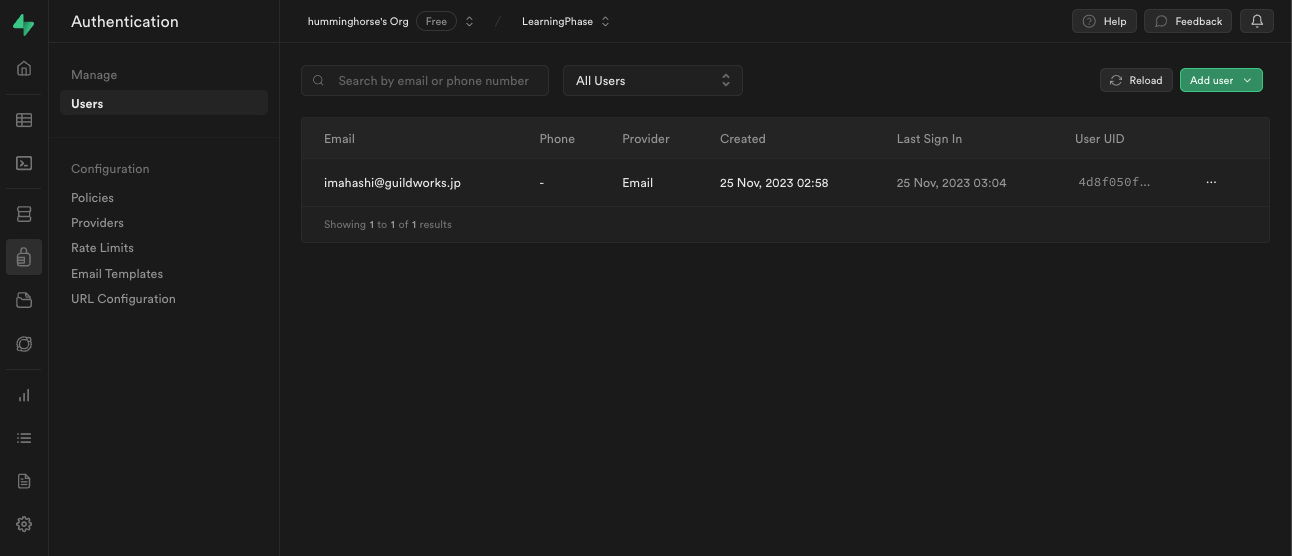 Authentication
humminghorse's Org Free / LearningPhase
Help Feedback
Manage
Users
Configuration
Policies
Providers
Rate Limits
Email Templates
URL Configuration
Search by email or phone number All Users Reload Add user
Email Phone Provider Created Last Sign In User UID
imahashi@guildworks.jp - Email 25 Nov, 2023 02:58 25 Nov, 2023 03:04 4d8f050f... ...
Showing 1 to 1 of 1 results